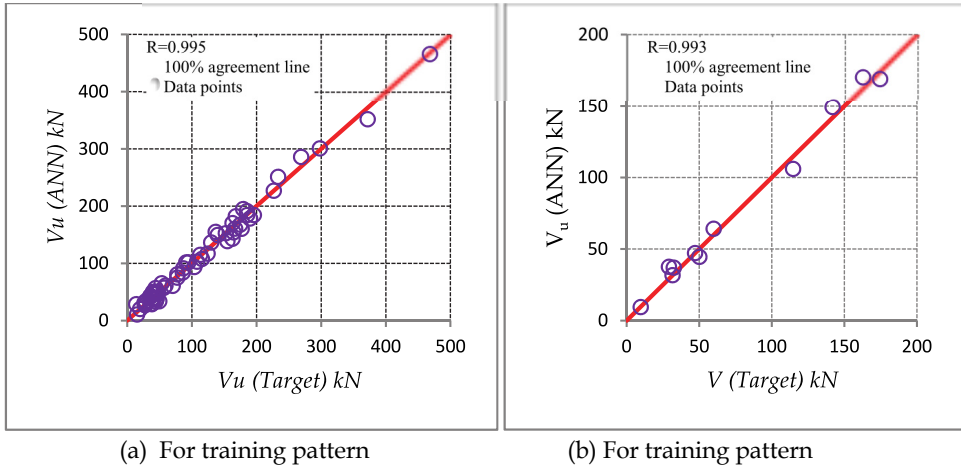 500
400
300
200
100
0
Vu (ANN) kN
R=0.995
100% agreement line
Data points
0 100 200 300 400 500
Vu (Target) kN
(a) For training pattern
200
150
100
50
0
Vu (ANN) kN
R=0.993
100% agreement line
Data points
0 50 100 150 200
V (Target) kN
(b) For training pattern